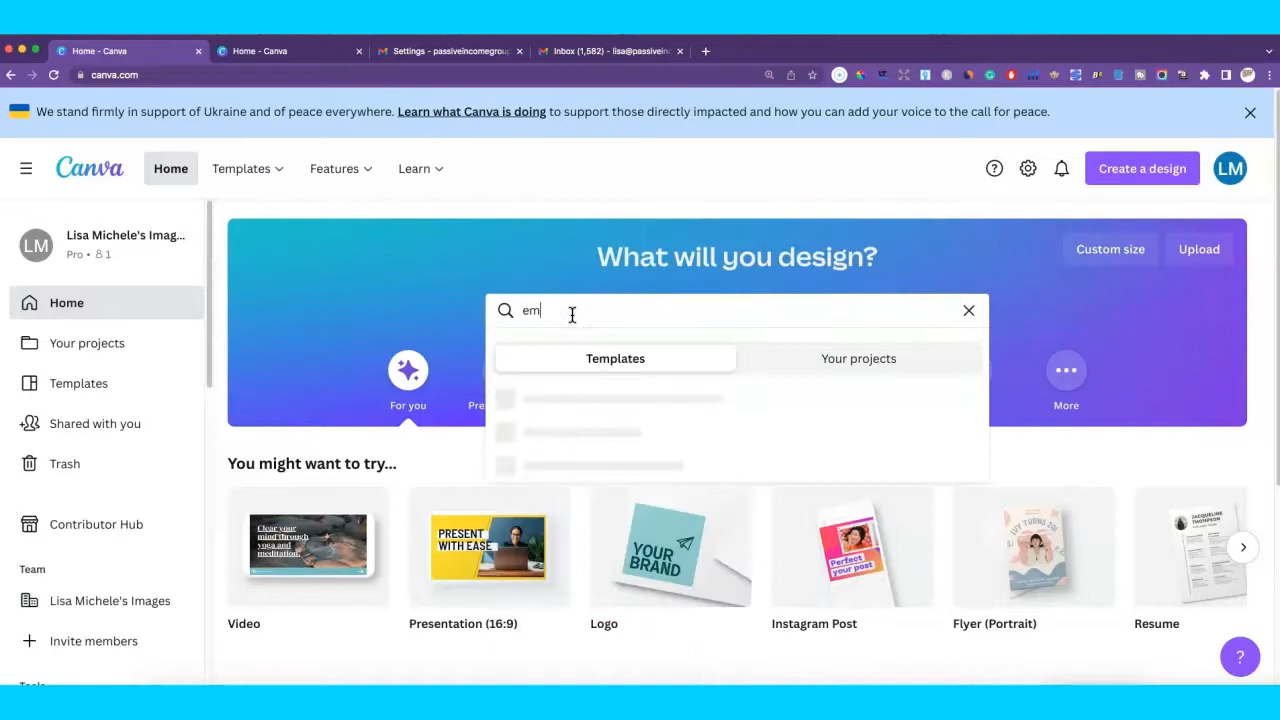 Home - Canva
Home - Canva
Settings - passiveincomegroup
Inbox (1,582) - lisa@passivein
canva.com
We stand firmly in support of Ukraine and of peace everywhere. Learn what Canva is doing to support those directly impacted and how you can add your voice to the call for peace.
Canva
Home
Templates
Features
Learn
Create a design
LM
LM
Lisa Michele's Imag...
Pro • 1
Home
Your projects
Templates
Shared with you
Trash
Contributor Hub
Team
Lisa Michele's Images
Invite members
What will you design?
Custom size
Upload
em
Templates
Your projects
For you
Pre
More
You might want to try...
Clear your
mind through
yoga and
meditation.
PRESENT
WITH EASE
YOUR
BRAND
Perfect
your post
IVY TURNS 20!
JACQUELINE
THOMPSON
Video
Presentation (16:9)
Logo
Instagram Post
Flyer (Portrait)
Resume
?